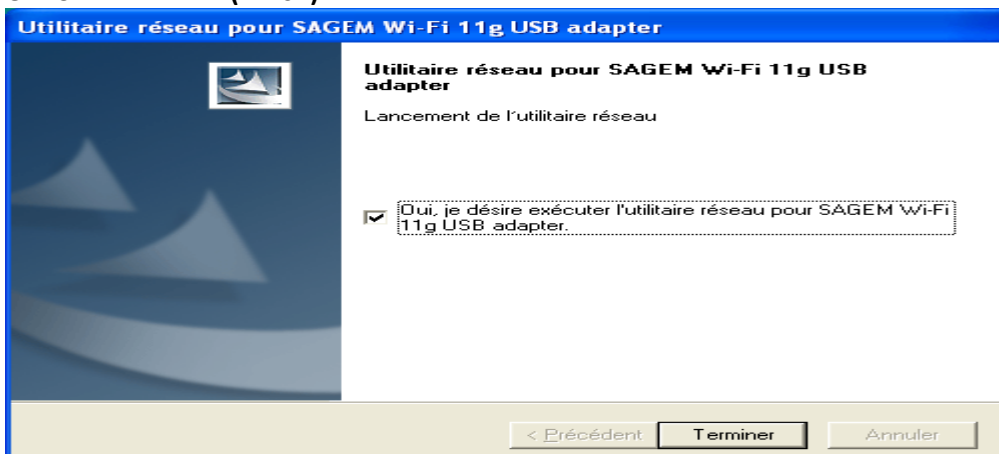 Utilitaire réseau pour SAGEM Wi-Fi 11g USB adapter
Utilitaire réseau pour SAGEM Wi-Fi 11g USB
adapter
Lancement de l'utilitaire réseau
Oui, je désire exécuter l'utilitaire réseau pour SAGEM Wi-Fi
11g USB adapter.
< Précédent
Terminer
Annuler